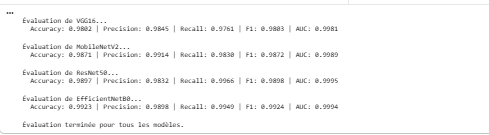 ...
Évaluation de VGG16...
Accuracy: 0.9802 | Precision: 0.9845 | Recall: 0.9761 | F1: 0.9803 | AUC: 0.9981
Évaluation de MobileNetV2...
Accuracy: 0.9871 | Precision: 0.9914 | Recall: 0.9830 | F1: 0.9872 | AUC: 0.9989
Évaluation de ResNet50...
Accuracy: 0.9897 | Precision: 0.9832 | Recall: 0.9966 | F1: 0.9898 | AUC: 0.9995
Évaluation de EfficientNetB0...
Accuracy: 0.9923 | Precision: 0.9898 | Recall: 0.9949 | F1: 0.9924 | AUC: 0.9994
Évaluation terminée pour tous les modèles.